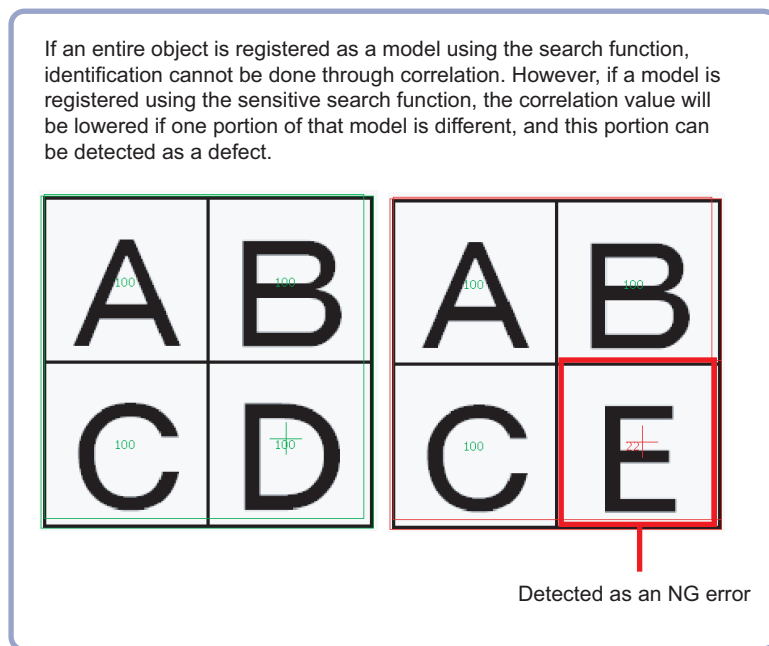 If an entire object is registered as a model using the search function,
identification cannot be done through correlation. However, if a model is
registered using the sensitive search function, the correlation value will
be lowered if one portion of that model is different, and this portion can
be detected as a defect.
A B A B
100 100 100 100
C D C E
100 100 100 22
Detected as an NG error